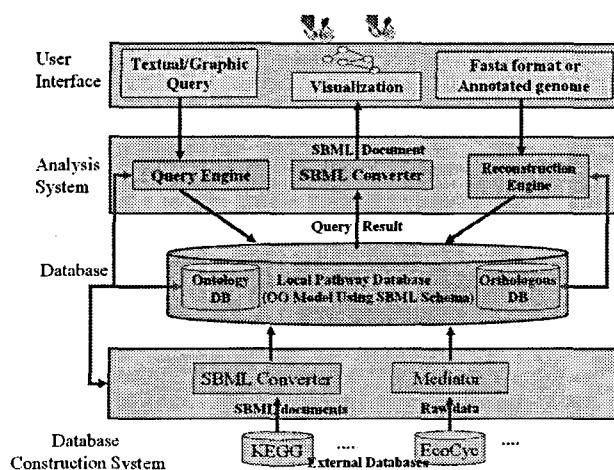 User
Interface
Textual/Graphic
Query
Visualization
Fasta format or
Annotated genome
SBML Document
Analysis
System
Query Engine
SBML Converter
Reconstruction
Engine
Query Result
Database
Ontology
DB
Local Pathway Database
(OO Model Using SBML Schema)
Orthologous
DB
SBML Converter
Mediator
SBML documents
Raw data
Database
Construction System
KEGG
....
EcoCyc
....
External Databases